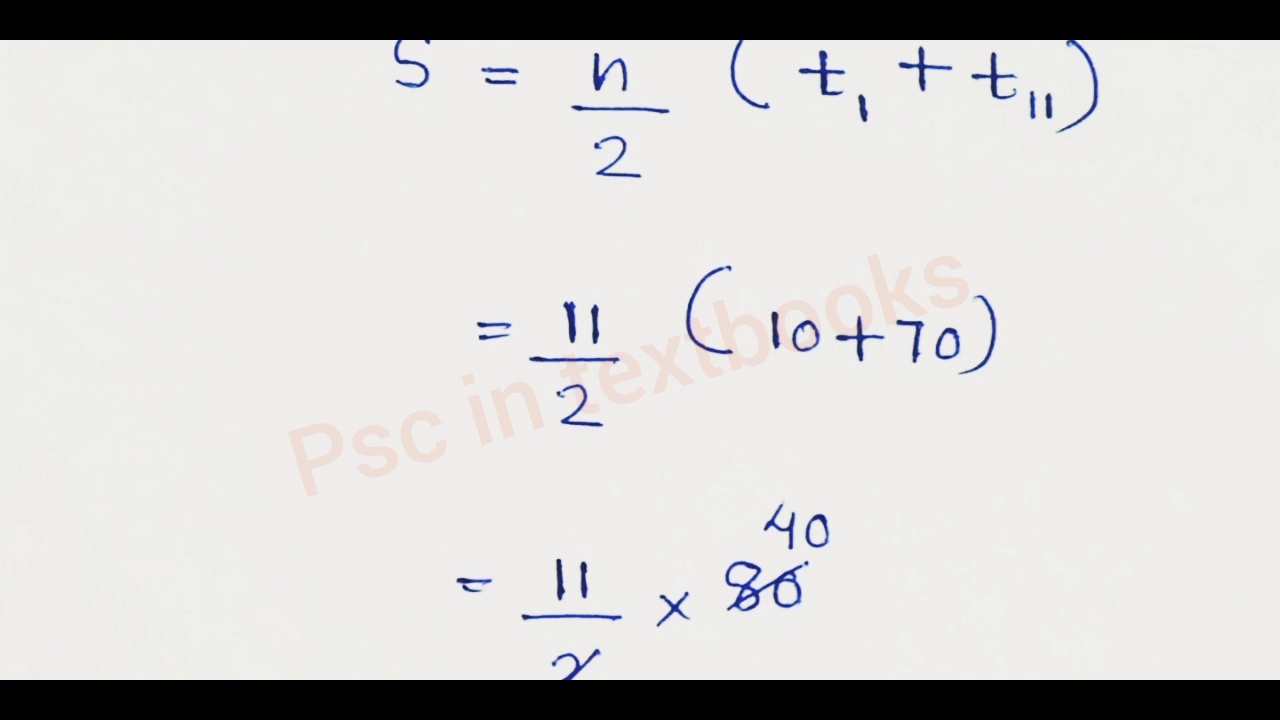 S = n/2 ( t₁ + t₁₁ )
= 11/2 ( 10 + 70 )
Psc in textbooks
40
= 11/2 × 80